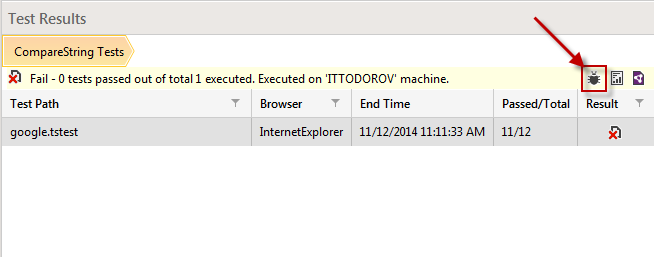 Test Results
CompareString Tests
Fail - 0 tests passed out of total 1 executed. Executed on 'ITTODOROV' machine.
Test Path Browser End Time Passed/Total Result
google.tstest InternetExplorer 11/12/2014 11:11:33 AM 11/12